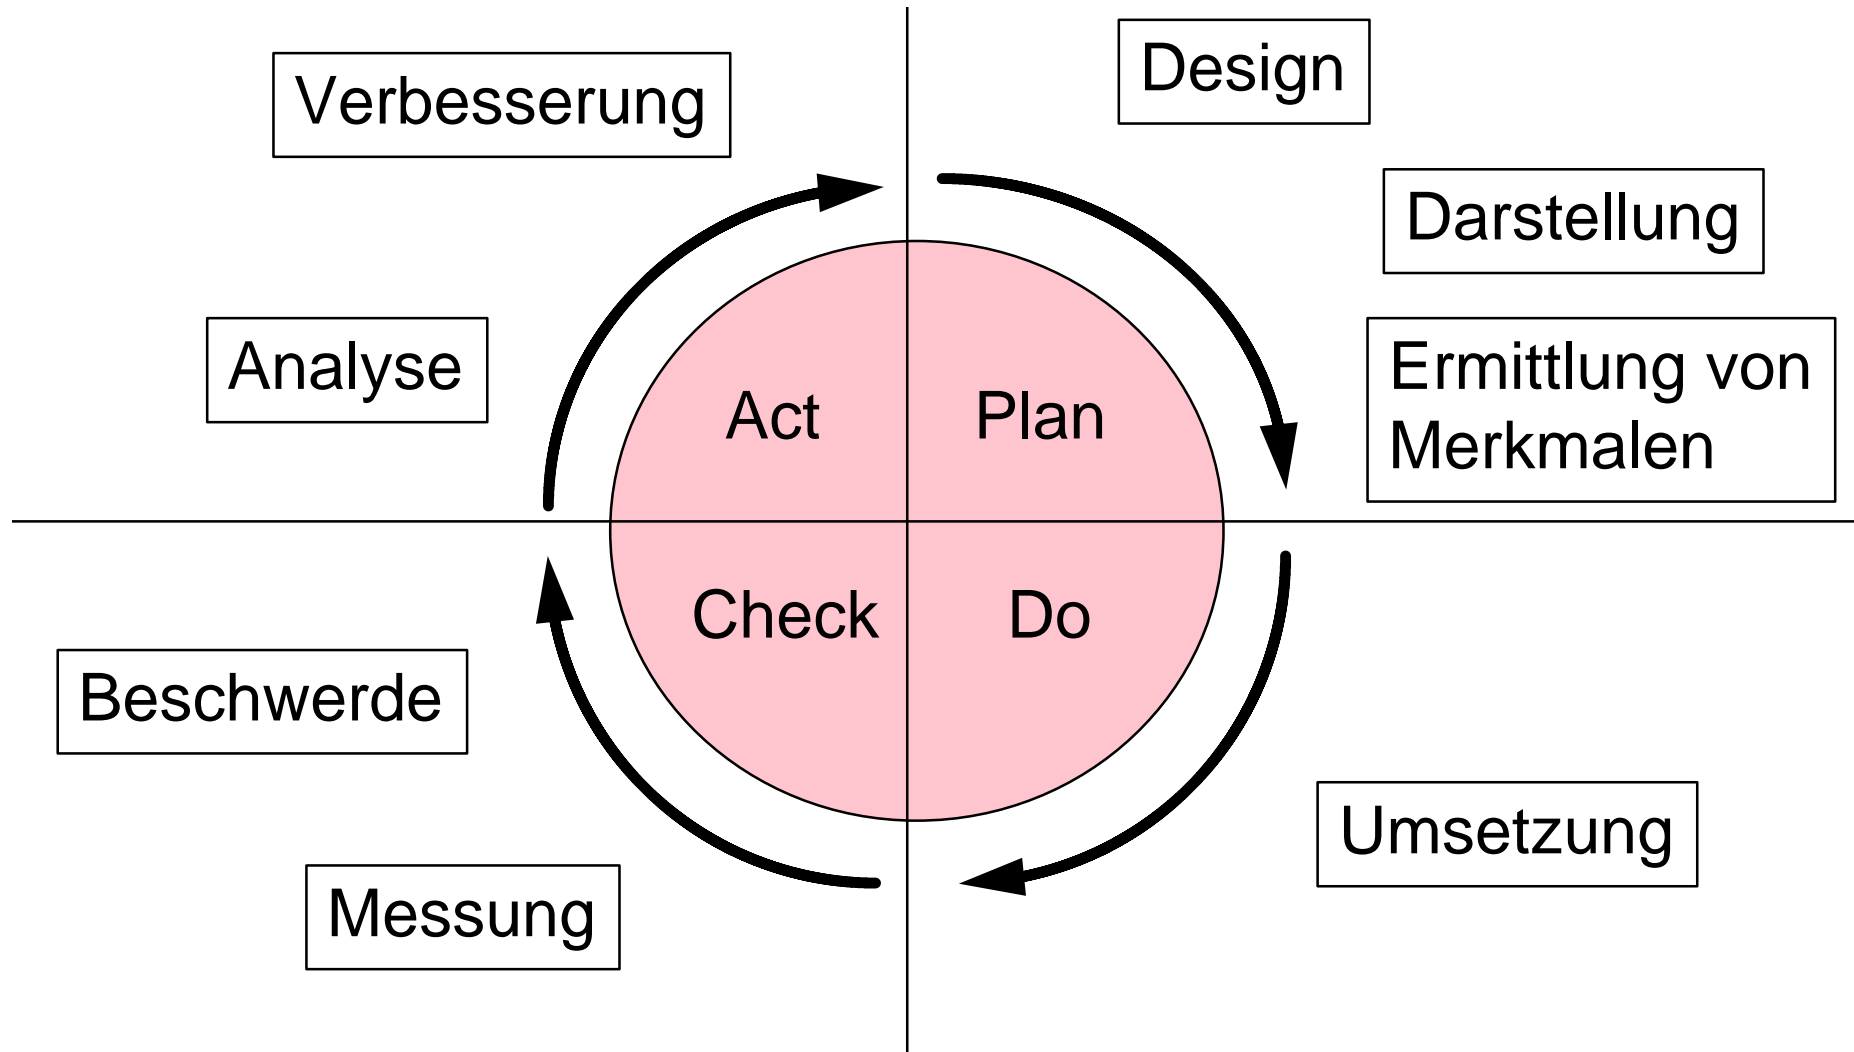 Design
Verbesserung
Darstellung
Analyse
Ermittlung von
Merkmalen
Act
Plan
Check
Do
Beschwerde
Umsetzung
Messung